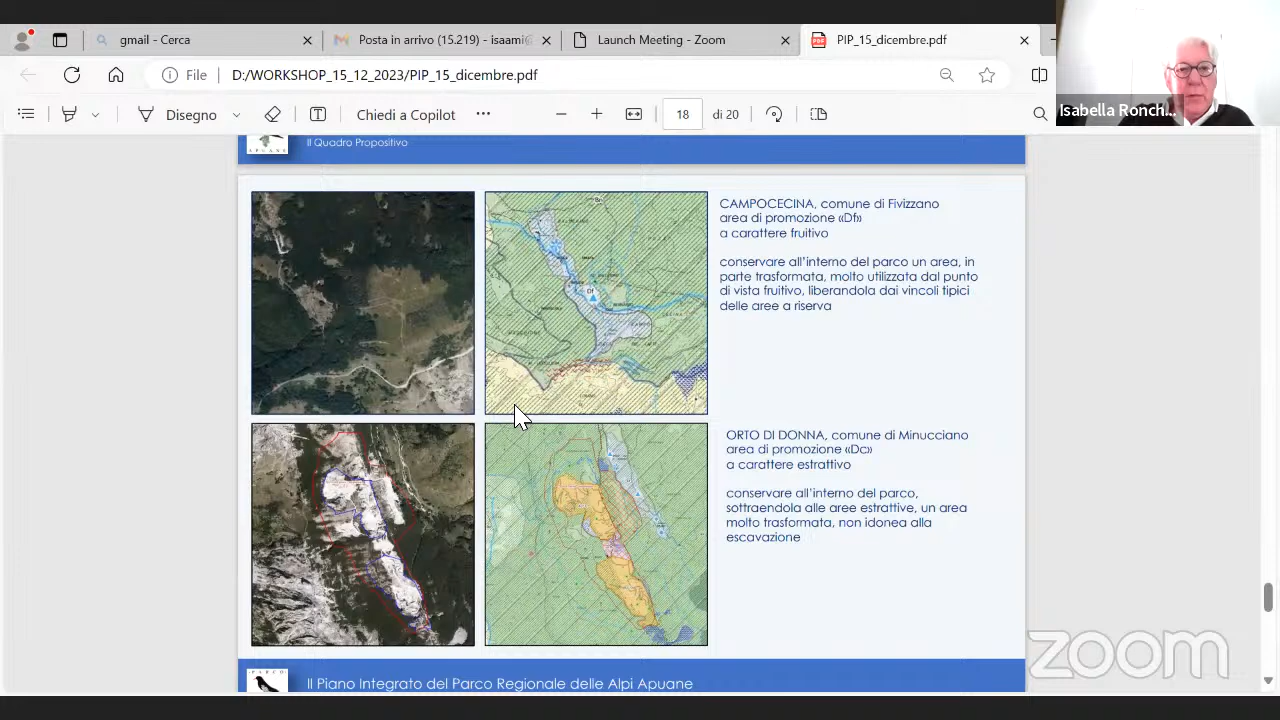 gmail - Cerca
Posta in arrivo (15,219) - isaami@
Launch Meeting - Zoom
PIP_15_dicembre.pdf
File
D:/WORKSHOP_15_12_2023/PIP_15_dicembre.pdf
Disegno
Chiedi a Copilot
18
di 20
Isabella Ronch...
APUANE
Il Quadro Propositivo
CAMPOCECINA, comune di Fivizzano
area di promozione «Df»
a carattere fruitivo
conservare all'interno del parco un area, in
parte trasformata, molto utilizzata dal punto
di vista fruitivo, liberandola dai vincoli tipici
delle aree a riserva
Df
ORTO DI DONNA, comune di Minucciano
area di promozione «Dc»
a carattere estrattivo
conservare all'interno del parco,
sottraendola alle aree estrattive, un area
molto trasformata, non idonea alla
escavazione
PARCO
Il Piano Integrato del Parco Regionale delle Alpi Apuane
zoom